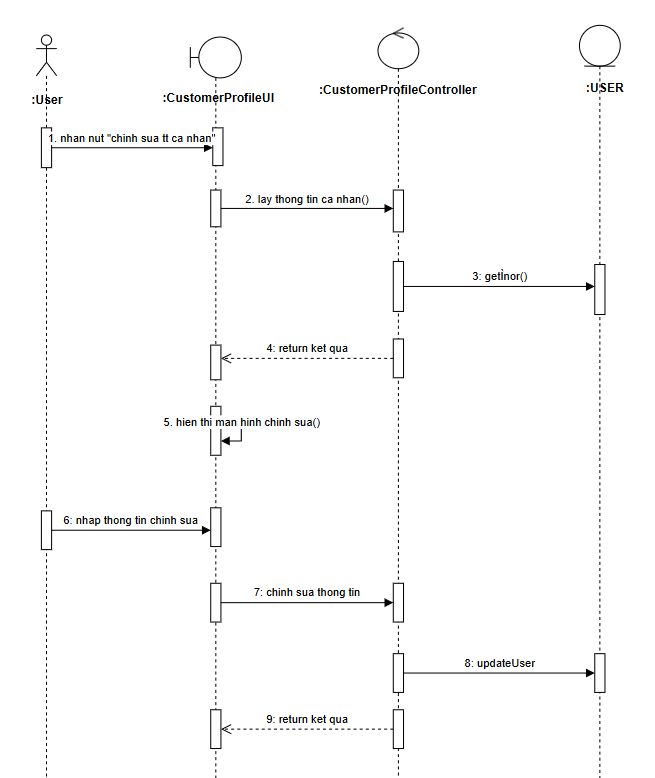 :User
:CustomerProfileUI
:CustomerProfileController
:USER
1. nhan nut "chinh sua tt ca nhan"
2. lay thong tin ca nhan()
3: getİnor()
4: return ket qua
5. hien thi man hinh chinh sua()
6: nhap thong tin chinh sua
7: chinh sua thong tin
8: updateUser
9: return ket qua